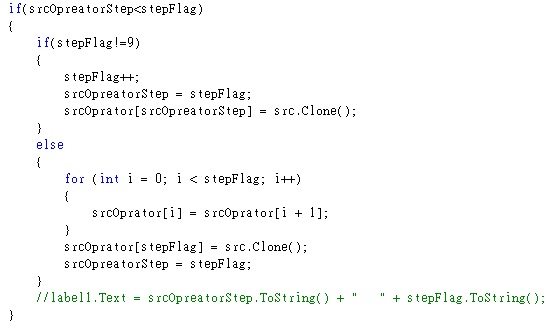 if(srcOpreatorStep<stepFlag)
{
    if(stepFlag!=9)
    {
        stepFlag++;
        srcOpreatorStep = stepFlag;
        srcOprator[srcOpreatorStep] = src.Clone();
    }
    else
    {
        for (int i = 0; i < stepFlag; i++)
        {
            srcOprator[i] = srcOprator[i + 1];
        }
        srcOprator[stepFlag] = src.Clone();
        srcOpreatorStep = stepFlag;
    }
    //label1.Text = srcOpreatorStep.ToString() + "   " + stepFlag.ToString();
}